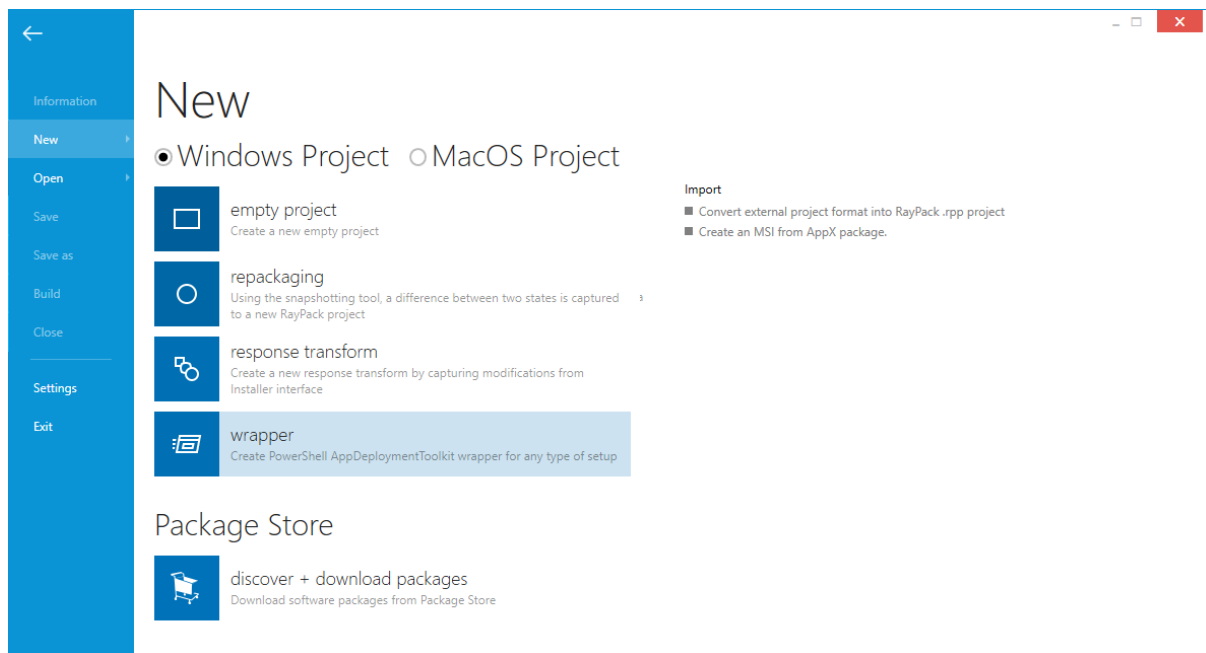 Information
New
Open
Save
Save as
Build
Close
Settings
Exit
New
Windows Project
MacOS Project
empty project
Create a new empty project
repackaging
Using the snapshotting tool, a difference between two states is captured
to a new RayPack project
response transform
Create a new response transform by capturing modifications from
Installer interface
wrapper
Create PowerShell AppDeploymentToolkit wrapper for any type of setup
Package Store
discover + download packages
Download software packages from Package Store
Import
Convert external project format into RayPack .rpp project
Create an MSI from AppX package.